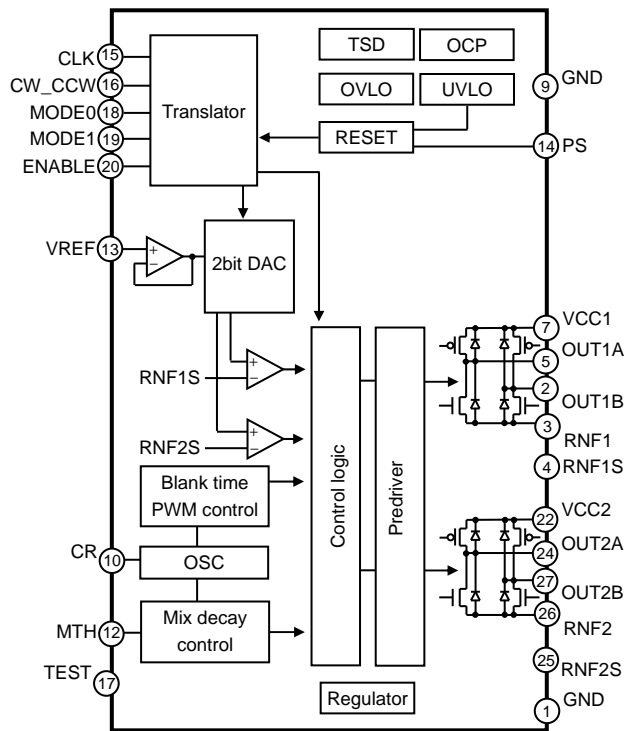 CLK 15
CW_CCW 16
MODE0 18
MODE1 19
ENABLE 20
Translator
TSD
OCP
OVLO
UVLO
RESET
9 GND
14 PS
VREF 13
+
−
2bit DAC
RNF1S
+
−
RNF2S
+
−
Blank time
PWM control
CR 10
OSC
MTH 12
Mix decay
control
TEST
17
Control logic
Predriver
Regulator
7 VCC1
5 OUT1A
2
OUT1B
3
RNF1
4 RNF1S
22 VCC2
24 OUT2A
27
OUT2B
26
RNF2
25
RNF2S
GND
1